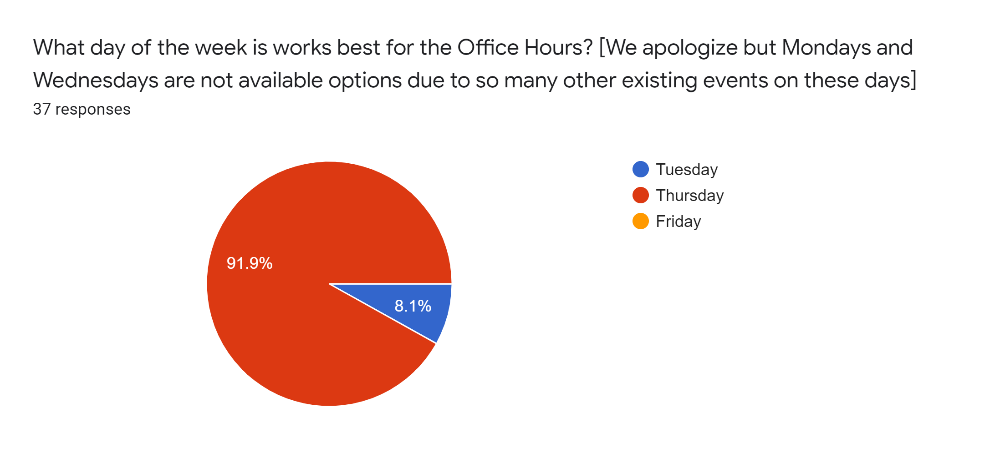 What day of the week is works best for the Office Hours? [We apologize but Mondays and
Wednesdays are not available options due to so many other existing events on these days]
37 responses
Tuesday
Thursday
Friday
91.9%
8.1%